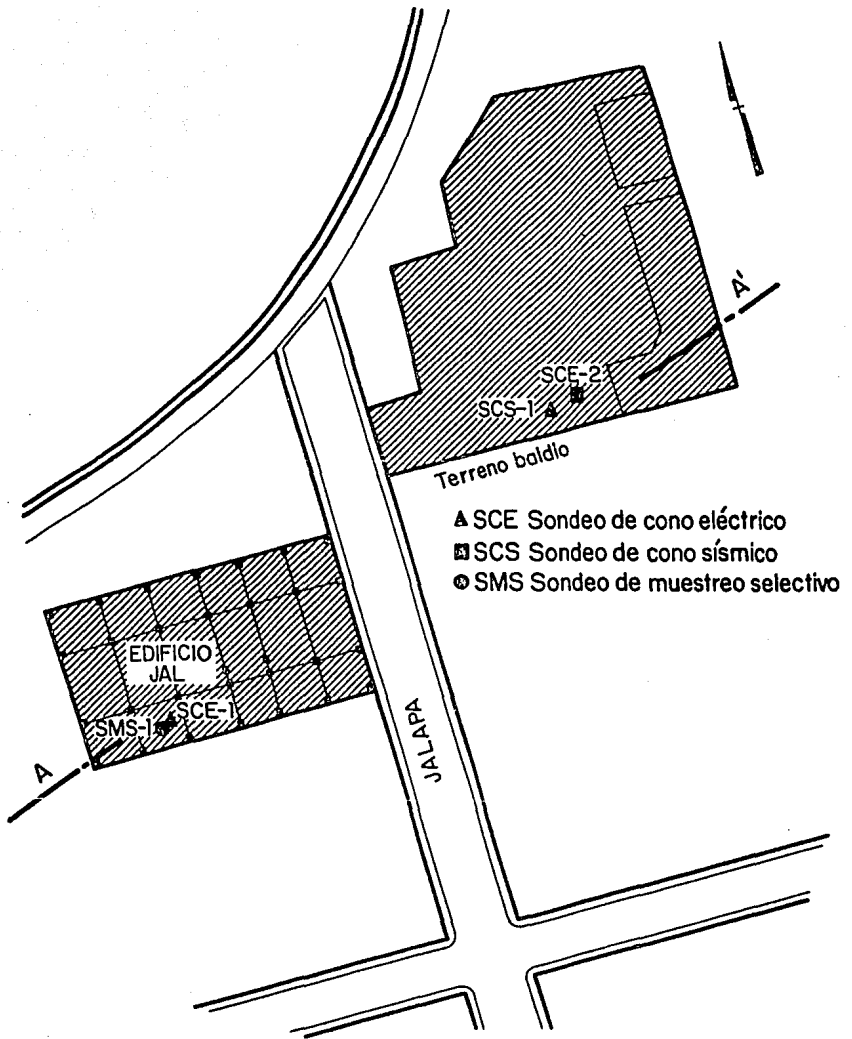 A'
SCE-2
SCS-1
Terreno baldio
SCE Sondeo de cono eléctrico
SCS Sondeo de cono sísmico
SMS Sondeo de muestreo selectivo
EDIFICIO
JAL
SCE-1
SMS-1
A
JALAPA